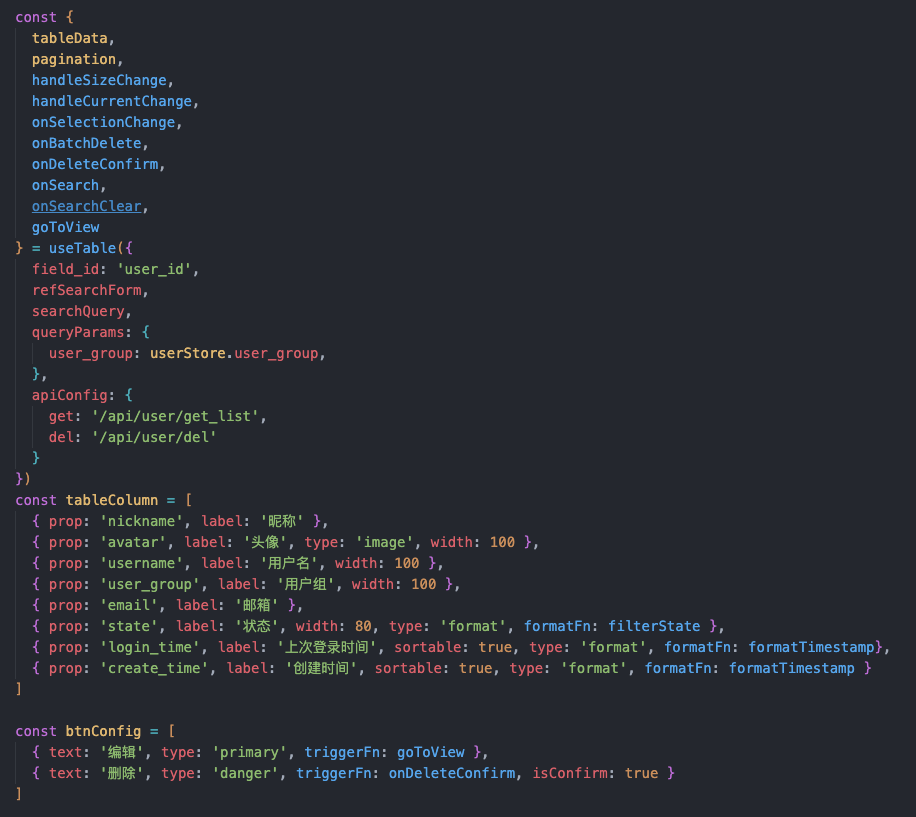 const {
  tableData,
  pagination,
  handleSizeChange,
  handleCurrentChange,
  onSelectionChange,
  onBatchDelete,
  onDeleteConfirm,
  onSearch,
  onSearchClear,
  goToView
} = useTable({
  field_id: 'user_id',
  refSearchForm,
  searchQuery,
  queryParams: {
    user_group: userStore.user_group,
  },
  apiConfig: {
    get: '/api/user/get_list',
    del: '/api/user/del'
  }
})
const tableColumn = [
  { prop: 'nickname', label: '昵称' },
  { prop: 'avatar', label: '头像', type: 'image', width: 100 },
  { prop: 'username', label: '用户名', width: 100 },
  { prop: 'user_group', label: '用户组', width: 100 },
  { prop: 'email', label: '邮箱' },
  { prop: 'state', label: '状态', width: 80, type: 'format', formatFn: filterState },
  { prop: 'login_time', label: '上次登录时间', sortable: true, type: 'format', formatFn: formatTimestamp},
  { prop: 'create_time', label: '创建时间', sortable: true, type: 'format', formatFn: formatTimestamp }
]
const btnConfig = [
  { text: '编辑', type: 'primary', triggerFn: goToView },
  { text: '删除', type: 'danger', triggerFn: onDeleteConfirm, isConfirm: true }
]